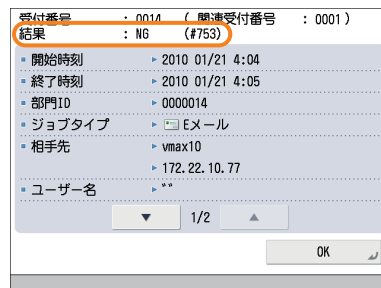 受付番号 : 0014 ( 関連受付番号 : 0001 )
結果 : NG (#753)
開始時刻 2010 01/21 4:04
終了時刻 2010 01/21 4:05
部門ID 0000014
ジョブタイプ Eメール
相手先 vmax10
172.22.10.77
ユーザー名 ""
1/2
OK